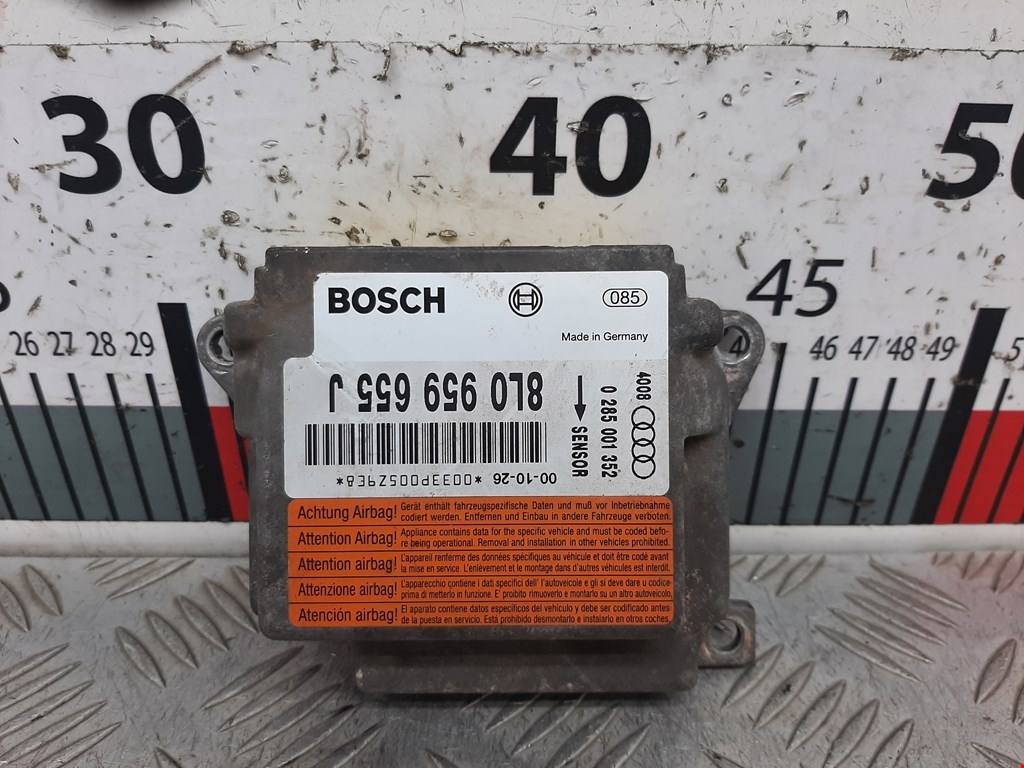 30
40
45
26 27 28 29
46 47 48 49
BOSCH
085
Made in Germany
8L0 959 655 J
4008
0 285 001 352
SENSOR
00-10-26
*0033P0005Z9E8*
Achtung Airbag! Gerät enthält fahrzeugspezifische Daten und muß vor Inbetriebnahme
codiert werden. Entfernen und Einbau in andere Fahrzeuge verboten.
Attention Airbag! Appliance contains data for the specific vehicle and must be coded befo-
re being operational. Removal and installation in other vehicles prohibited.
Attention airbag! L'appareil renferme des données spécifiques au véhicule et doit être codé avant
la mise en service. L'enlèvement et le montage dans d'autres véhicules est interdit.
Attenzione airbag! L'apparecchio contiene i dati specifici dell' l'autoveicolo e gli si deve dare u codice
prima di metterlo in funzione. E' proibito rimuoverlo e montarlo su un altro autoveicolo,
Atención airbag! El aparato contiene datos específicos del vehículo y debe ser codificado antes
de la puesta en servicio. Está prohibido desmontarlo e instalarlo en otros coches.